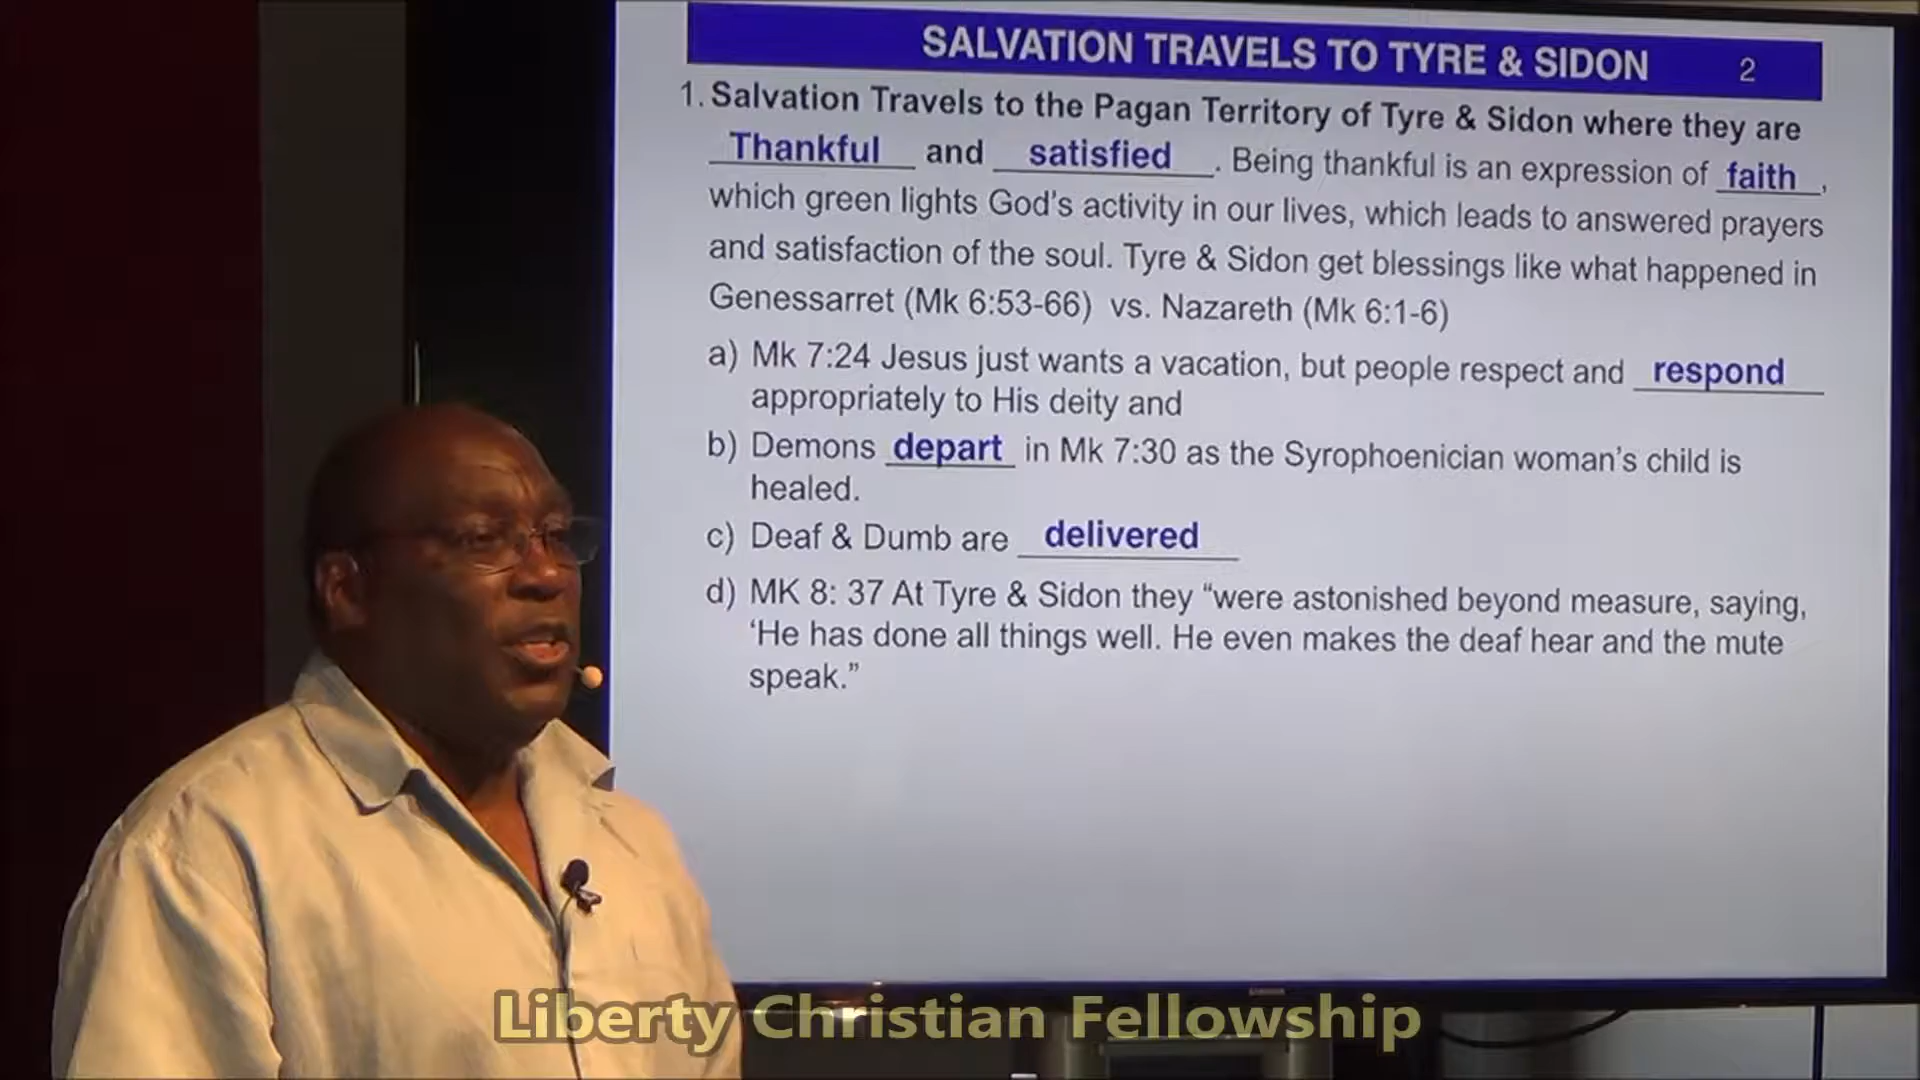 SALVATION TRAVELS TO TYRE & SIDON 2
1. Salvation Travels to the Pagan Territory of Tyre & Sidon where they are
Thankful and satisfied. Being thankful is an expression of faith,
which green lights God's activity in our lives, which leads to answered prayers
and satisfaction of the soul. Tyre & Sidon get blessings like what happened in
Genessarret (Mk 6:53-66) vs. Nazareth (Mk 6:1-6)
a) Mk 7:24 Jesus just wants a vacation, but people respect and respond
appropriately to His deity and
b) Demons depart in Mk 7:30 as the Syrophoenician woman's child is
healed.
c) Deaf & Dumb are delivered
d) MK 8: 37 At Tyre & Sidon they "were astonished beyond measure, saying,
'He has done all things well. He even makes the deaf hear and the mute
speak."
Liberty Christian Fellowship